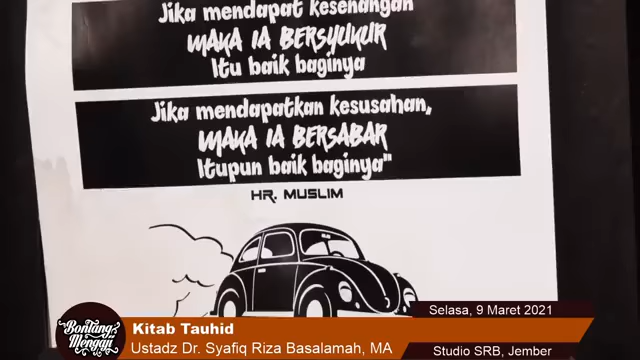 Jika mendapat kesenangan
MAKA IA BERSYUKUR
Itu baik baginya
Jika mendapatkan kesusahan,
MAKA IA BERSABAR
Itupun baik baginya"
HR. MUSLIM
Selasa, 9 Maret 2021
Bontang
Mengaji
Kitab Tauhid
Ustadz Dr. Syafiq Riza Basalamah, MA
Studio SRB, Jember